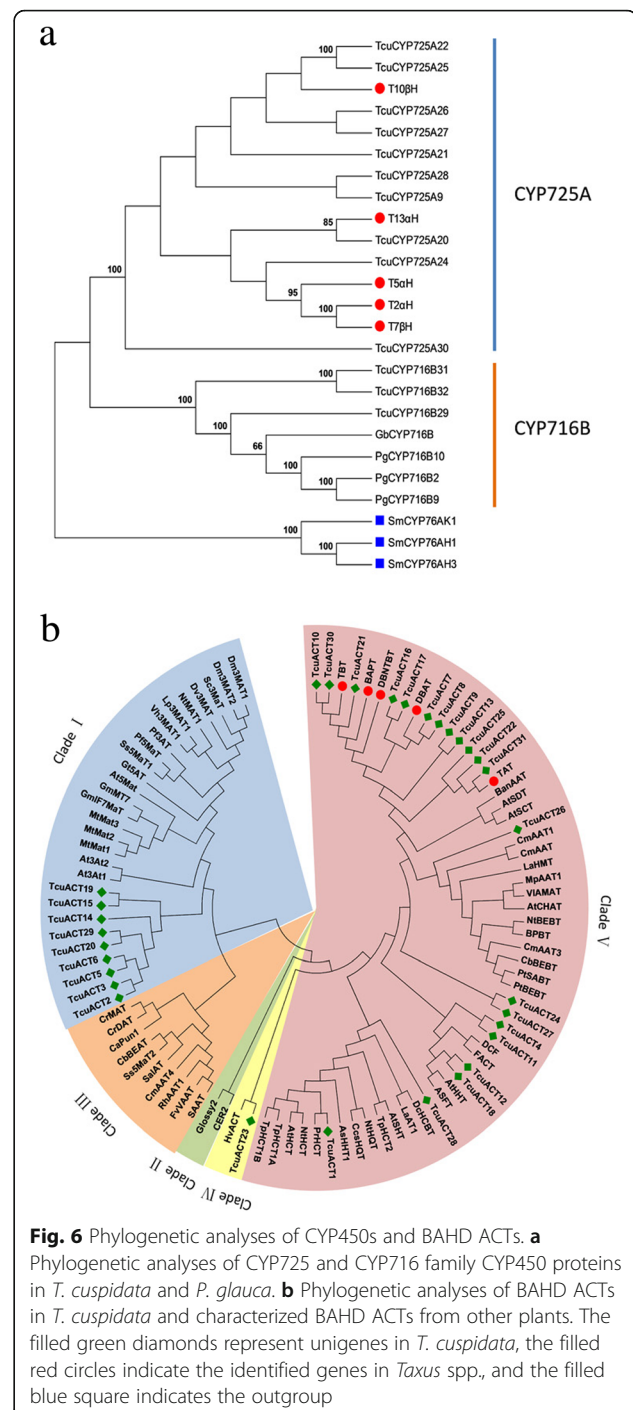 a
TcuCYP725A22
100
TcuCYP725A25
T10βH
TcuCYP725A26
TcuCYP725A27
TcuCYP725A21
TcuCYP725A28
CYP725A
TcuCYP725A9
T13αH
85
TcuCYP725A20
TcuCYP725A24
100
T5αH
95
T2αH
100
T7βH
TcuCYP725A30
TcuCYP716B31
100
TcuCYP716B32
100
TcuCYP716B29
CYP716B
GbCYP716B
66
PgCYP716B10
100
PgCYP716B2
100
PgCYP716B9
SmCYP76AK1
100
SmCYP76AH1
100
SmCYP76AH3
b
Clade I
Dm3MAT1
Dm3MAT2
Sc3MaT
Dv3MAT
NtMAT1
Lp3MAT1
Vh3MAT1
Pf3AT
Pf5MaT
Ss5MaT1
Gt5AT
At5Mat
GmMT7
GmIF7MaT
MtMat3
MtMat2
MtMat1
At3At2
At3At1
TcuACT19
TcuACT15
TcuACT14
TcuACT29
TcuACT20
TcuACT6
TcuACT5
TcuACT3
TcuACT2
Clade III
CrMAT
CrDAT
CaPun1
CbBEAT
Ss5MaT2
SalAT
CmAAT4
RhAAT1
FvVAAT
SAAT
Clade II
Glossy2
CER2
Clade IV
HvACT
TcuACT23
Clade V
TcuACT10
TcuACT30
TBT
TcuACT21
BAPT
DBNTBT
TcuACT16
TcuACT17
DBAT
TcuACT7
TcuACT8
TcuACT9
TcuACT13
TcuACT25
TcuACT22
TcuACT31
TAT
BanAAT
AtSDT
AtSCT
TcuACT26
CmAAT1
CmAAT
LaHMT
MpAAT1
VlAMAT
AtCHAT
NtBEBT
BPBT
CmAAT3
CbBEBT
PtSABT
PtBEBT
TcuACT24
TcuACT27
TcuACT4
TcuACT11
DCF
FACT
TcuACT12
AtHHT
TcuACT18
ASFT
TcuACT28
DcHCBT
LaAT1
AtSHT
TpHCT2
NtHQT
CcsHQT
AsHHT1
TcuACT1
PrHCT
NtHCT
AtHCT
TpHCT1A
TpHCT1B
Fig. 6 Phylogenetic analyses of CYP450s and BAHD ACTs. a
Phylogenetic analyses of CYP725 and CYP716 family CYP450 proteins
in T. cuspidata and P. glauca. b Phylogenetic analyses of BAHD ACTs
in T. cuspidata and characterized BAHD ACTs from other plants. The
filled green diamonds represent unigenes in T. cuspidata, the filled
red circles indicate the identified genes in Taxus spp., and the filled
blue square indicates the outgroup